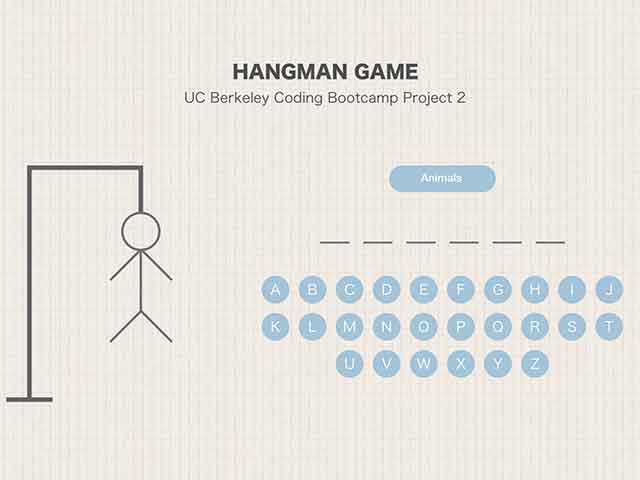 HANGMAN GAME
UC Berkeley Coding Bootcamp Project 2
Animals
A B C D E F G H I J
K L M N O P Q R S T
U V W X Y Z